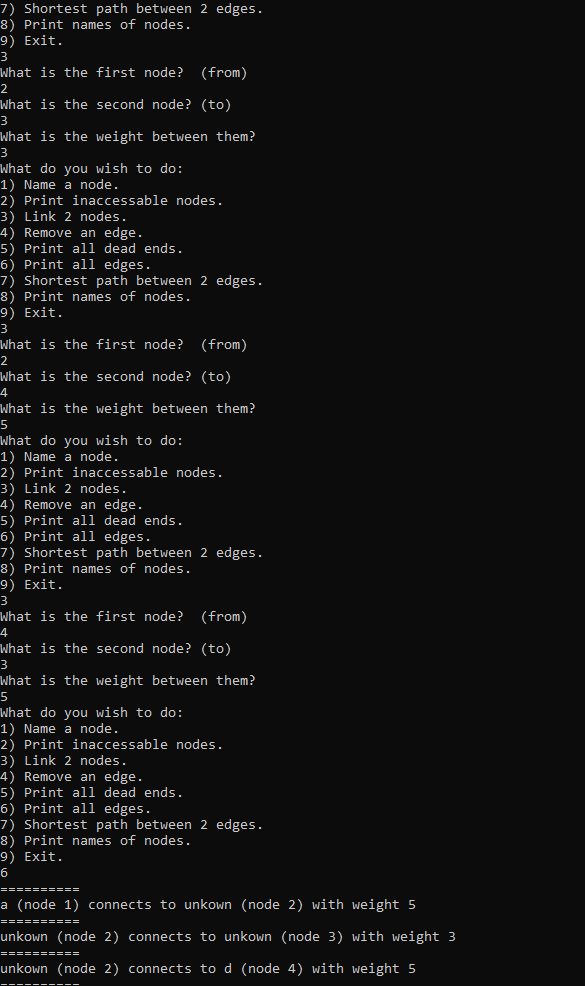 7) Shortest path between 2 edges.
8) Print names of nodes.
9) Exit.
3
What is the first node?  (from)
2
What is the second node? (to)
3
What is the weight between them?
3
What do you wish to do:
1) Name a node.
2) Print inaccessable nodes.
3) Link 2 nodes.
4) Remove an edge.
5) Print all dead ends.
6) Print all edges.
7) Shortest path between 2 edges.
8) Print names of nodes.
9) Exit.
3
What is the first node?  (from)
2
What is the second node? (to)
4
What is the weight between them?
5
What do you wish to do:
1) Name a node.
2) Print inaccessable nodes.
3) Link 2 nodes.
4) Remove an edge.
5) Print all dead ends.
6) Print all edges.
7) Shortest path between 2 edges.
8) Print names of nodes.
9) Exit.
3
What is the first node?  (from)
4
What is the second node? (to)
3
What is the weight between them?
5
What do you wish to do:
1) Name a node.
2) Print inaccessable nodes.
3) Link 2 nodes.
4) Remove an edge.
5) Print all dead ends.
6) Print all edges.
7) Shortest path between 2 edges.
8) Print names of nodes.
9) Exit.
6
==========
a (node 1) connects to unkown (node 2) with weight 5
==========
unkown (node 2) connects to unkown (node 3) with weight 3
==========
unkown (node 2) connects to d (node 4) with weight 5
==========